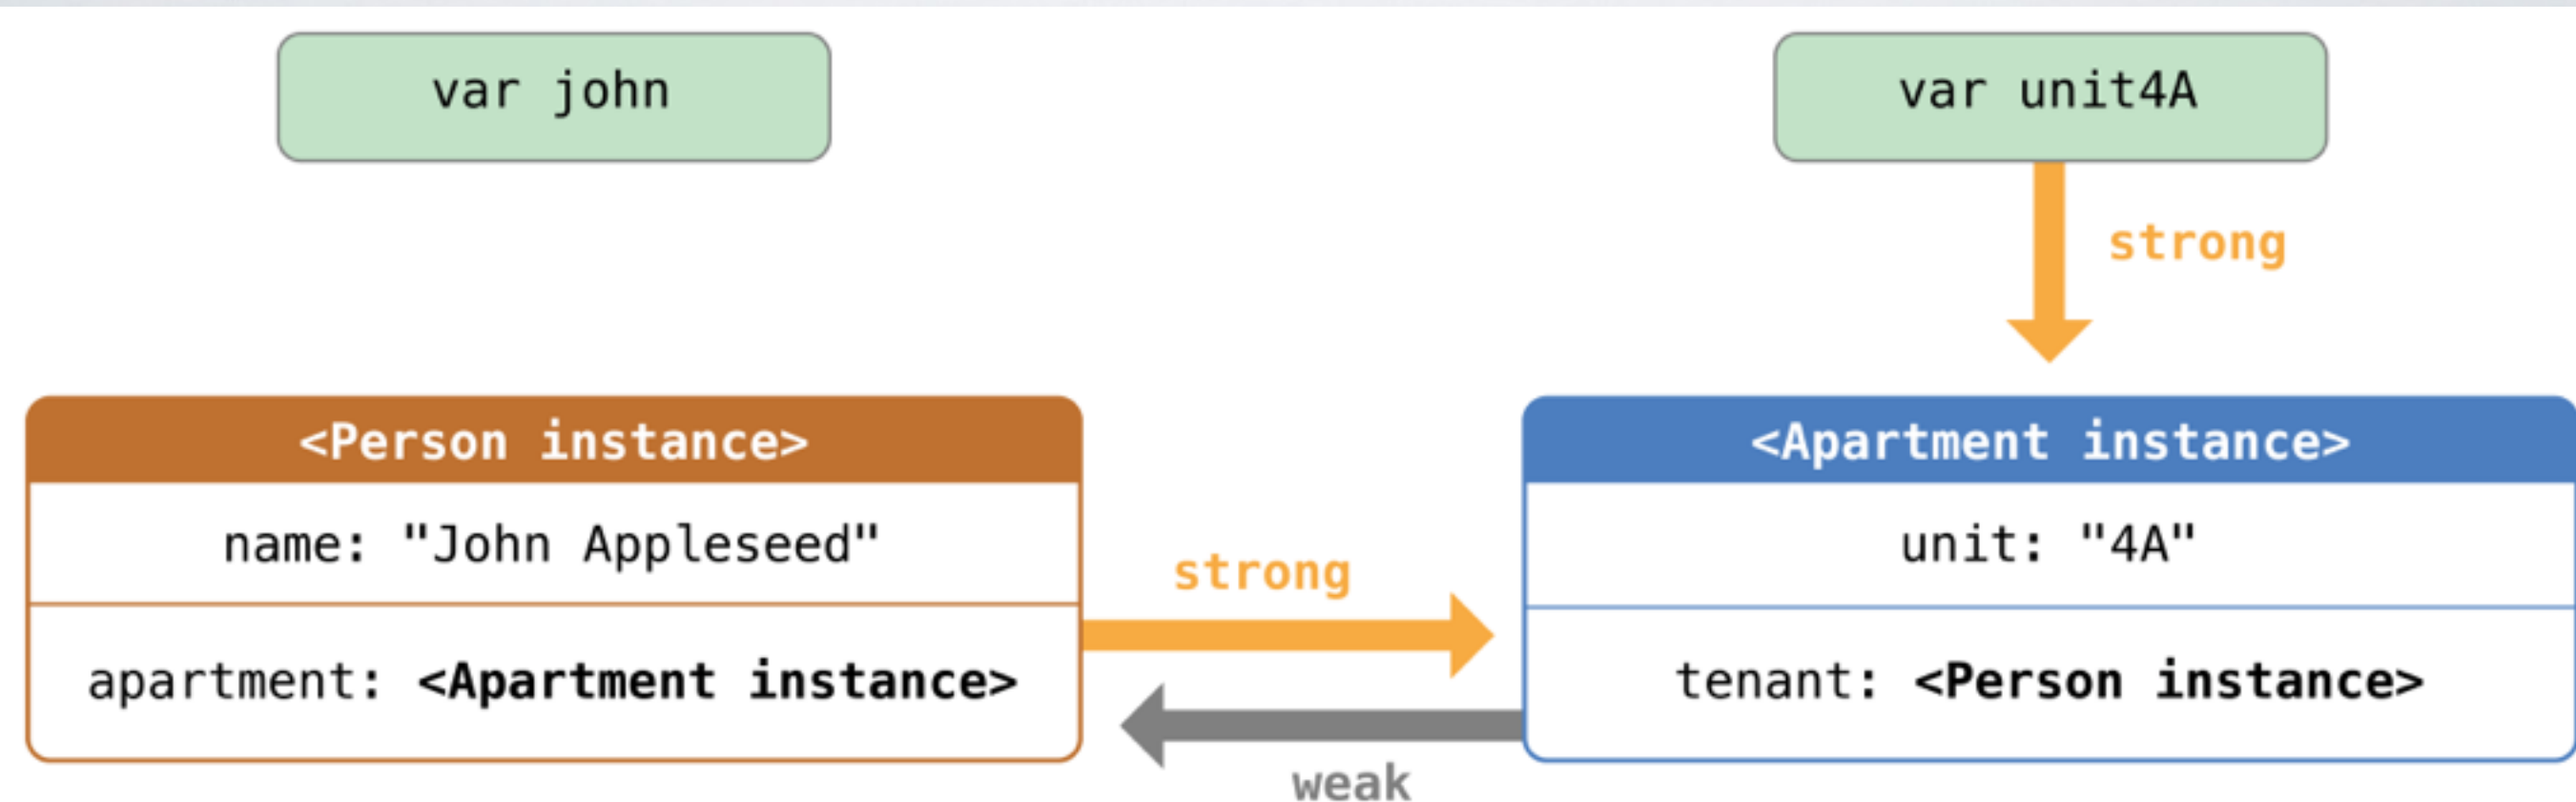 var john
var unit4A
strong
<Person instance>
<Apartment instance>
name: "John Appleseed"
unit: "4A"
strong
apartment: <Apartment instance>
tenant: <Person instance>
weak